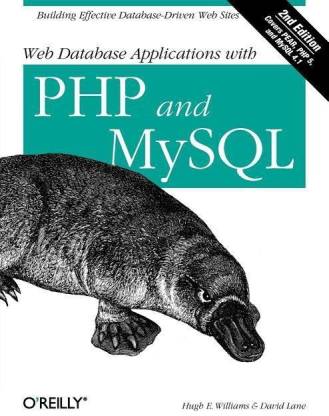 Building Effective Database-Driven Web Sites
2nd Edition
Covers PEAR, PHP 5,
and MySQL 4.1
Web Database Applications with
PHP and
MySQL
O'REILLY®
Hugh E. Williams & David Lane